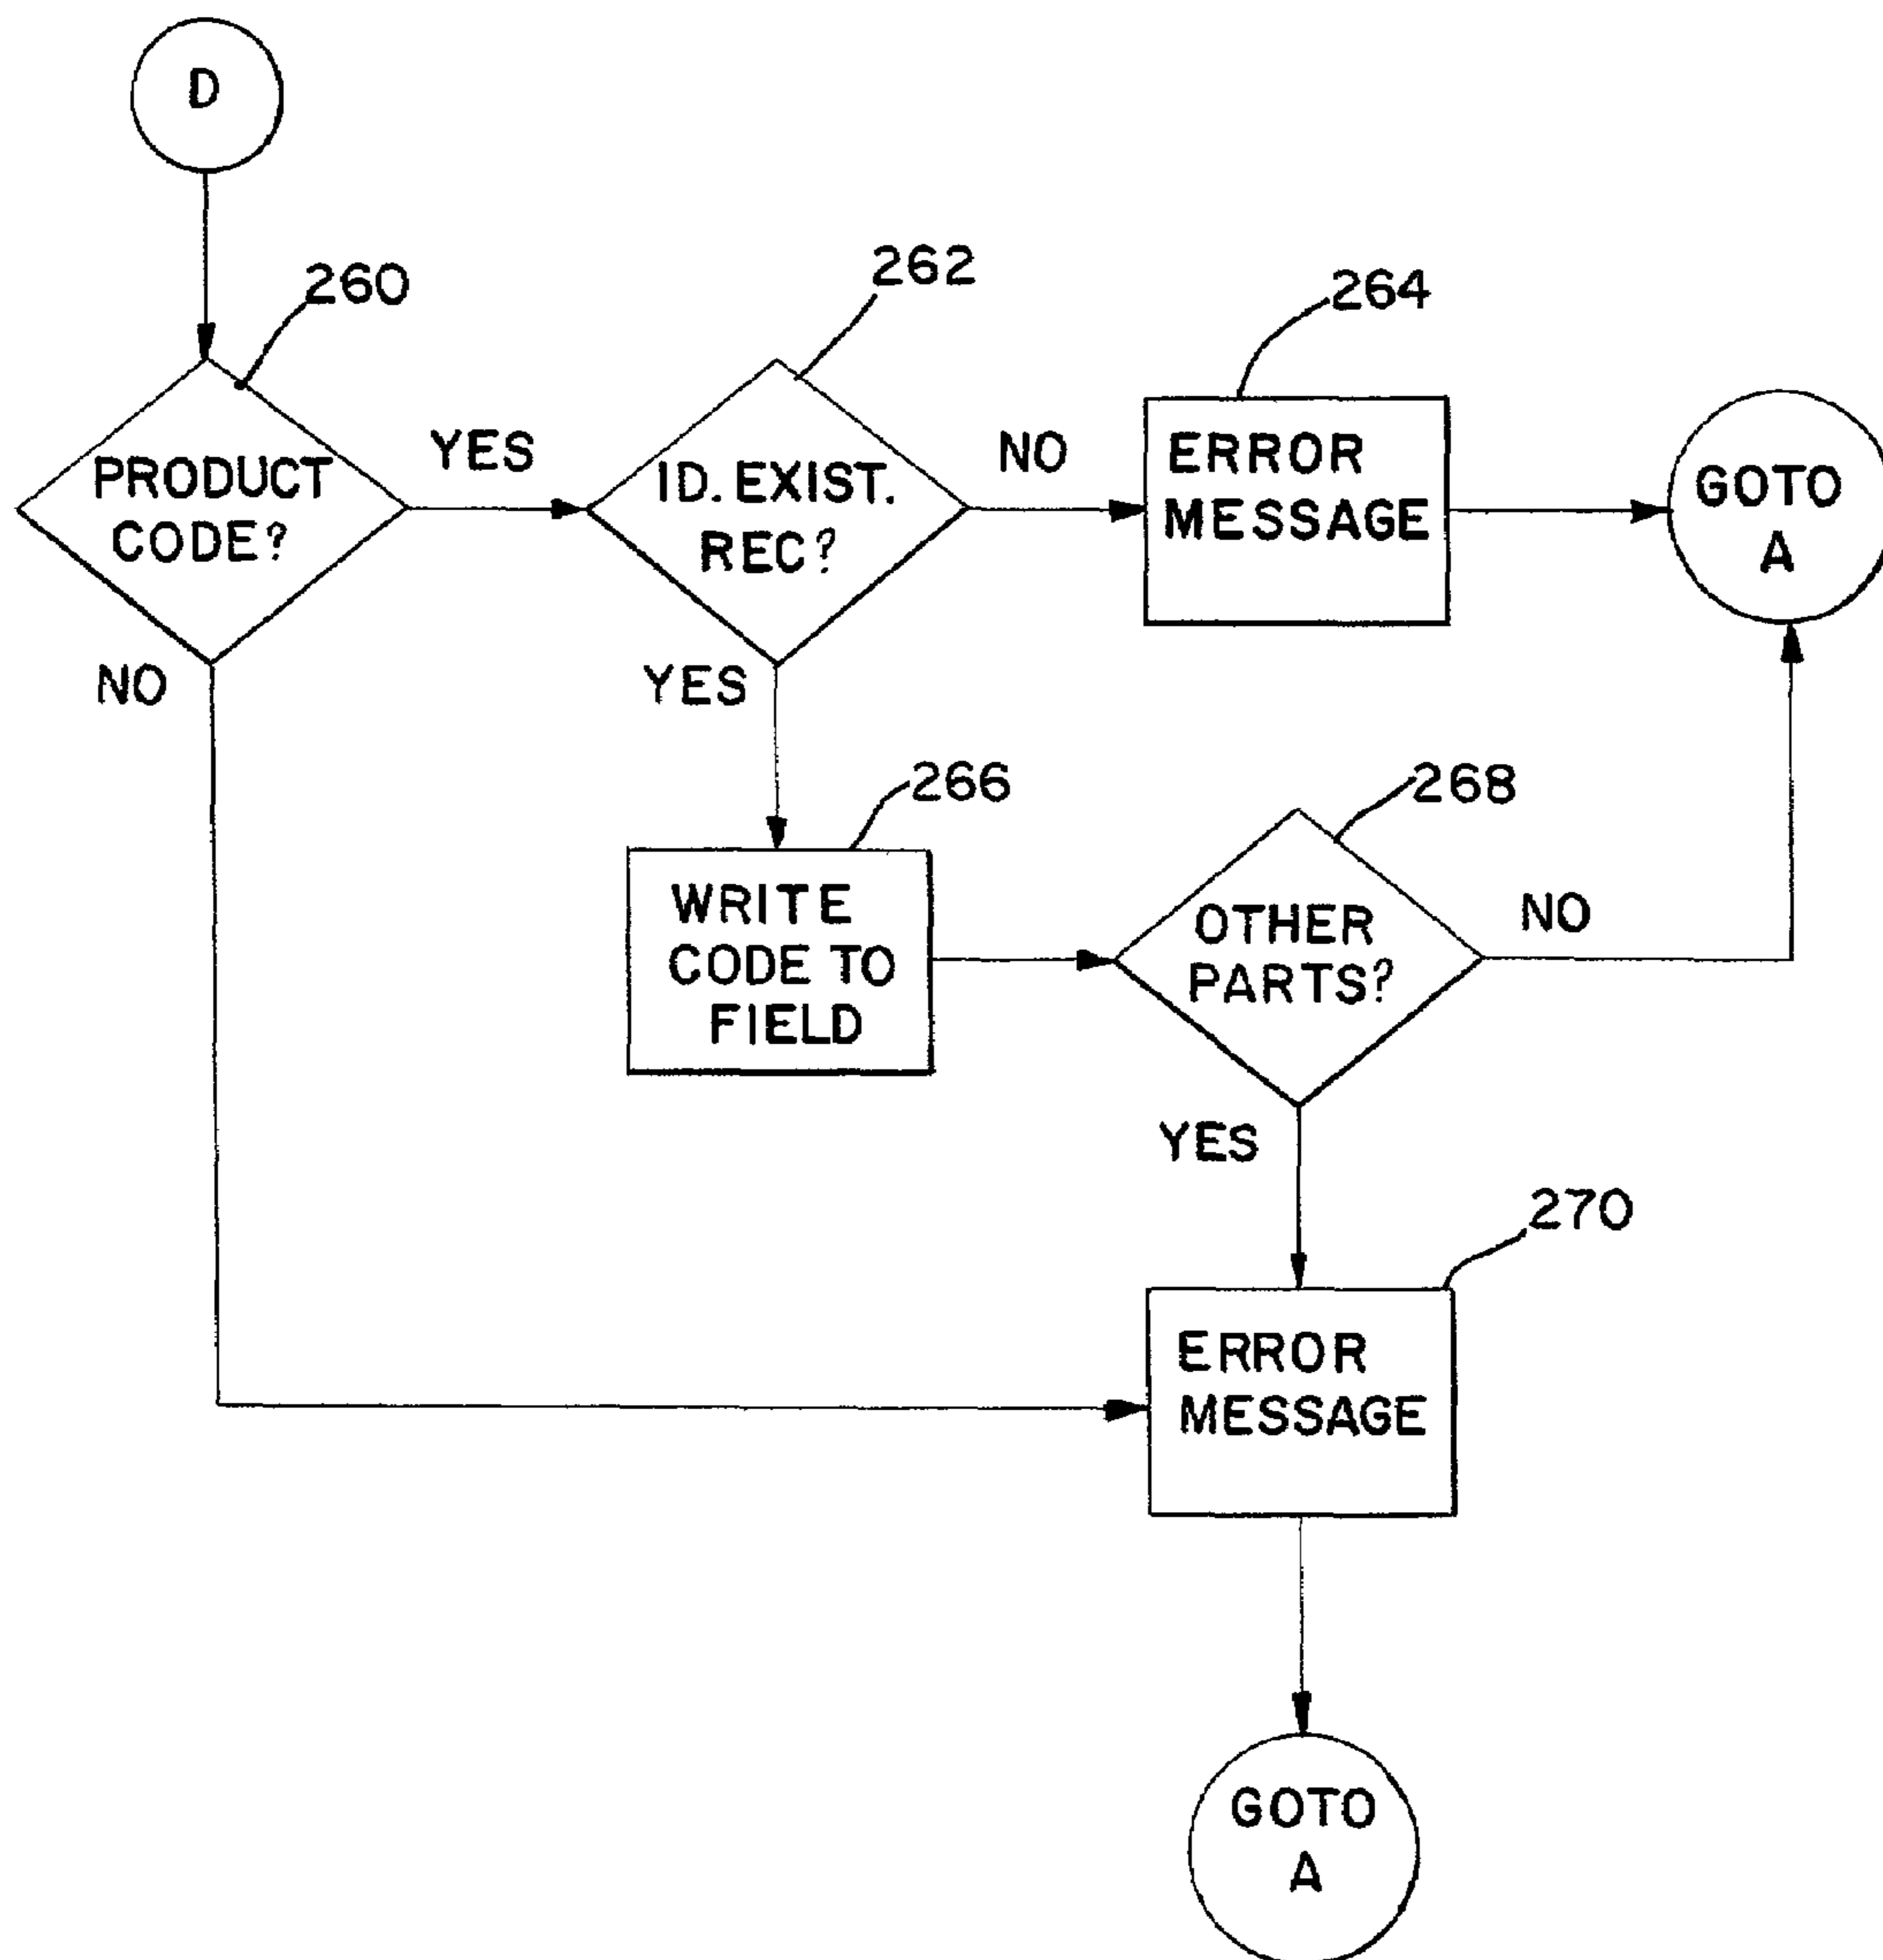 D
260
262
264
PRODUCT
CODE?
YES
ID. EXIST.
REC?
NO
ERROR
MESSAGE
GOTO
A
NO
YES
266
268
WRITE
CODE TO
FIELD
OTHER
PARTS?
NO
YES
270
ERROR
MESSAGE
GOTO
A